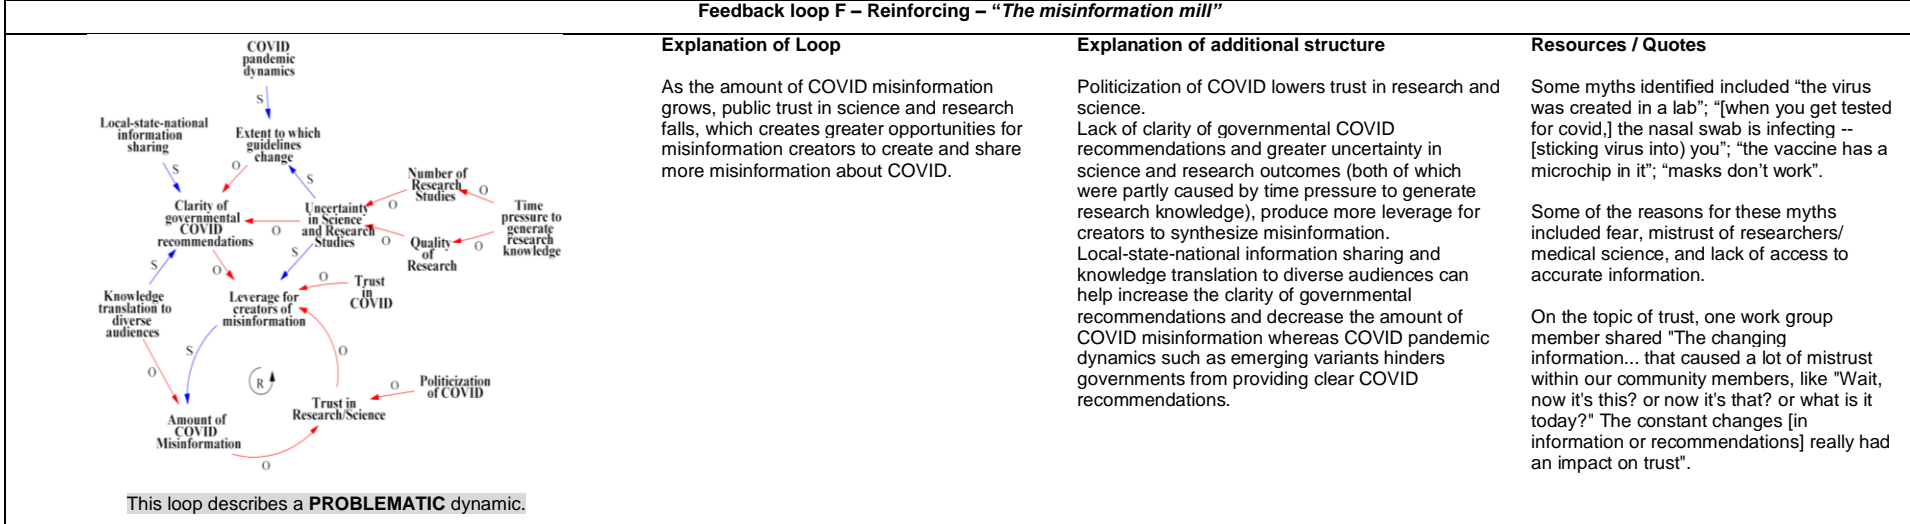 Feedback loop F – Reinforcing – “The misinformation mill”
COVID
pandemic
dynamics
S
Local-state-national
information
sharing
Extent to which
guidelines
change
S
O
S
Number of
Research
Studies
O
O
Clarity of
governmental
COVID
recommendations
Uncertainty
in Science
and Research
Studies
O
Time
pressure to
generate
research
knowledge
O
Quality
of
Research
O
S
S
O
O
Trust
in
COVID
Knowledge
translation to
diverse
audiences
Leverage for
creators of
misinformation
S
O
O
R
O
Politicization
of COVID
Trust in
Research/Science
Amount of
COVID
Misinformation
O
This loop describes a PROBLEMATIC dynamic.
Explanation of Loop
As the amount of COVID misinformation
grows, public trust in science and research
falls, which creates greater opportunities for
misinformation creators to create and share
more misinformation about COVID.
Explanation of additional structure
Politicization of COVID lowers trust in research and
science.
Lack of clarity of governmental COVID
recommendations and greater uncertainty in
science and research outcomes (both of which
were partly caused by time pressure to generate
research knowledge), produce more leverage for
creators to synthesize misinformation.
Local-state-national information sharing and
knowledge translation to diverse audiences can
help increase the clarity of governmental
recommendations and decrease the amount of
COVID misinformation whereas COVID pandemic
dynamics such as emerging variants hinders
governments from providing clear COVID
recommendations.
Resources / Quotes
Some myths identified included “the virus
was created in a lab”; “[when you get tested
for covid,] the nasal swab is infecting --
[sticking virus into) you”; “the vaccine has a
microchip in it”; “masks don’t work”.
Some of the reasons for these myths
included fear, mistrust of researchers/
medical science, and lack of access to
accurate information.
On the topic of trust, one work group
member shared "The changing
information... that caused a lot of mistrust
within our community members, like "Wait,
now it's this? or now it's that? or what is it
today?" The constant changes [in
information or recommendations] really had
an impact on trust".